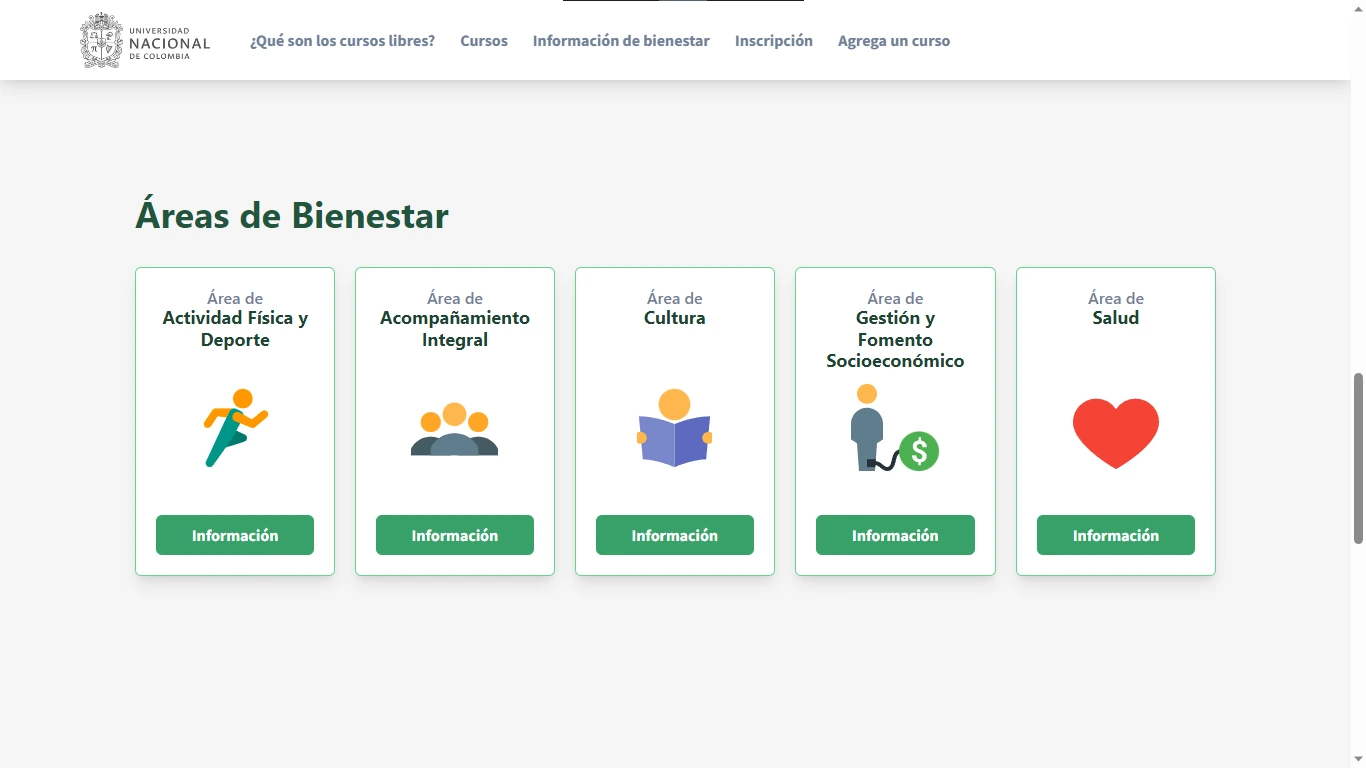 UNIVERSIDAD
NACIONAL
DE COLOMBIA
¿Qué son los cursos libres? Cursos Información de bienestar Inscripción Agrega un curso
Áreas de Bienestar
Área de
Actividad Física y
Deporte
Información
Área de
Acompañamiento
Integral
Información
Área de
Cultura
Información
Área de
Gestión y
Fomento
Socioeconómico
$
Información
Área de
Salud
Información